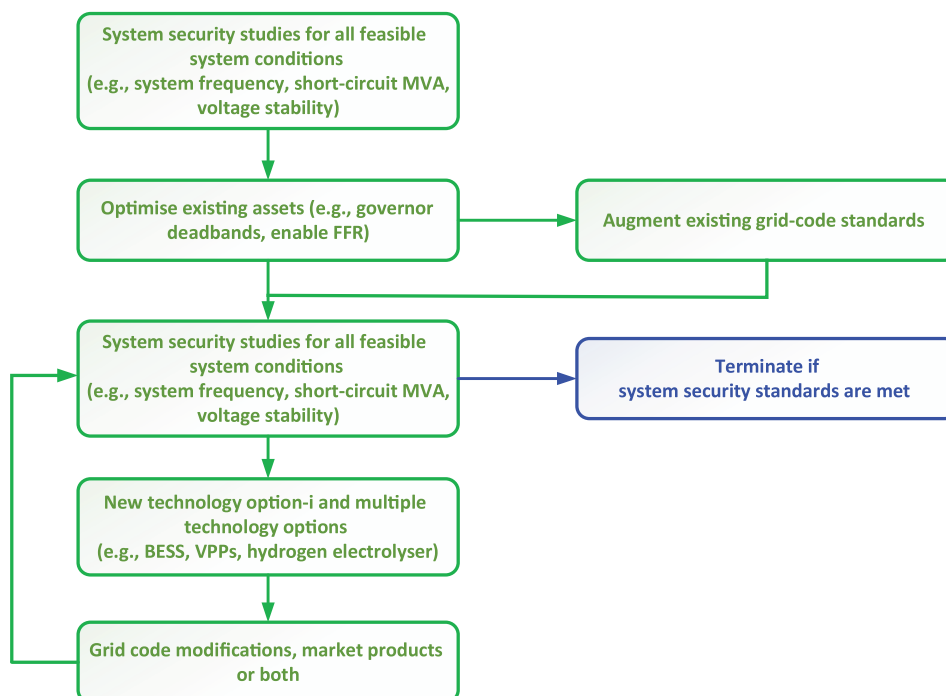 System security studies for all feasible
system conditions
(e.g., system frequency, short-circuit MVA,
voltage stability)
Optimise existing assets (e.g., governor
deadbands, enable FFR)
Augment existing grid-code standards
System security studies for all feasible
system conditions
(e.g., system frequency, short-circuit MVA,
voltage stability)
Terminate if
system security standards are met
New technology option-i and multiple
technology options
(e.g., BESS, VPPs, hydrogen electrolyser)
Grid code modifications, market products
or both